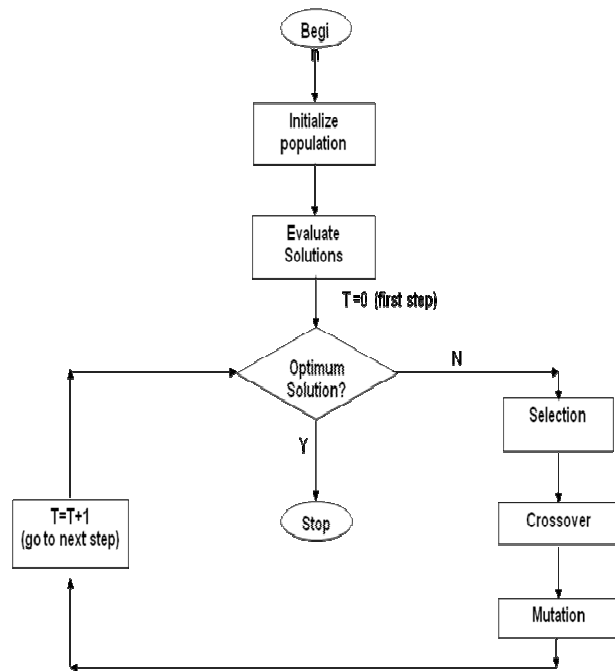 Begi
n
Initialize
population
Evaluate
Solutions
T=0 (first step)
Optimum
Solution?
N
Selection
Y
Crossover
Stop
T=T+1
(go to next step)
Mutation